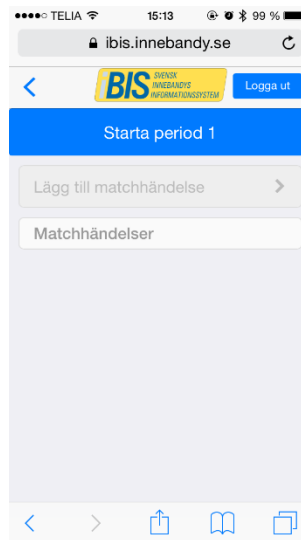 TELIA 15:13 99 %
ibis.innebandy.se
BIS SVENSK
INNEBANDYS
INFORMATIONSSYSTEM
Logga ut
Starta period 1
Lägg till matchhändelse
Matchhändelser